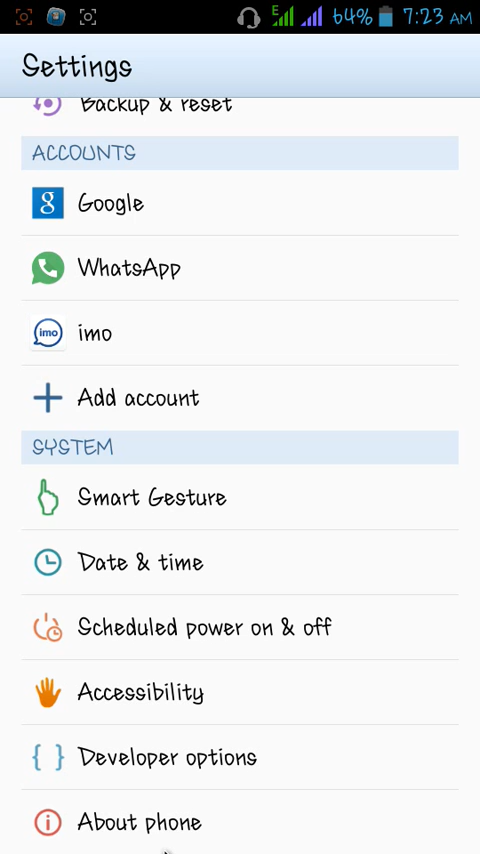 E 64% 7:23 AM
Settings
Backup & reset
ACCOUNTS
g Google
WhatsApp
imo imo
Add account
SYSTEM
Smart Gesture
Date & time
Scheduled power on & off
Accessibility
{ } Developer options
About phone